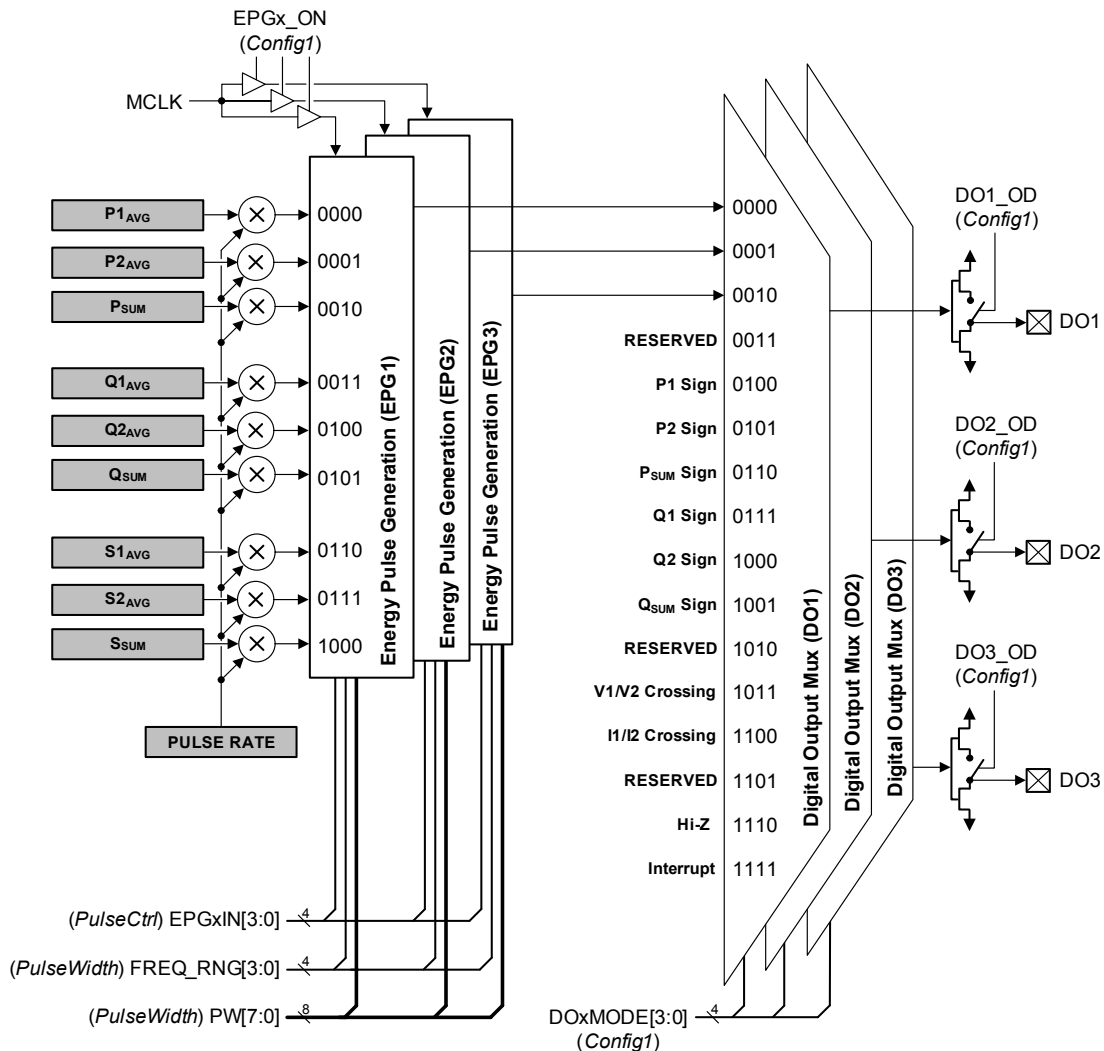 EPGx_ON
(Config1)
MCLK
P1AVG
P2AVG
PSUM
Q1AVG
Q2AVG
QSUM
S1AVG
S2AVG
SSUM
PULSE RATE
0000
0001
0010
0011
0100
0101
0110
0111
1000
Energy Pulse Generation (EPG1)
Energy Pulse Generation (EPG2)
Energy Pulse Generation (EPG3)
(PulseCtrl) EPGxIN[3:0] 4
(PulseWidth) FREQ_RNG[3:0] 4
(PulseWidth) PW[7:0] 8
0000
0001
0010
RESERVED 0011
P1 Sign 0100
P2 Sign 0101
PSUM Sign 0110
Q1 Sign 0111
Q2 Sign 1000
QSUM Sign 1001
RESERVED 1010
V1/V2 Crossing 1011
I1/I2 Crossing 1100
RESERVED 1101
Hi-Z 1110
Interrupt 1111
Digital Output Mux (DO1)
Digital Output Mux (DO2)
Digital Output Mux (DO3)
DOxMODE[3:0] 4
(Config1)
DO1_OD
(Config1)
DO1
DO2_OD
(Config1)
DO2
DO3_OD
(Config1)
DO3